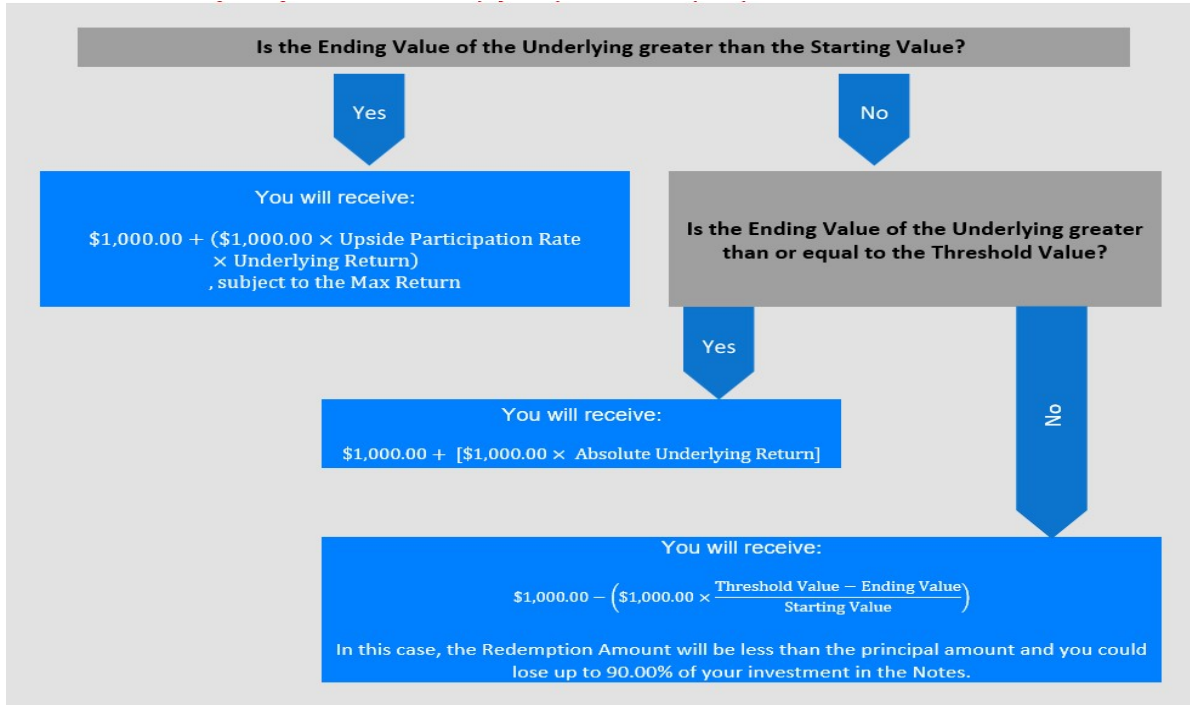 Is the Ending Value of the Underlying greater than the Starting Value?
Yes
No
You will receive:
$1,000.00 + ($1,000.00 × Upside Participation Rate
× Underlying Return)
, subject to the Max Return
Is the Ending Value of the Underlying greater
than or equal to the Threshold Value?
Yes
No
You will receive:
$1,000.00 + [$1,000.00 × Absolute Underlying Return]
You will receive:
$1,000.00 − ($1,000.00 × (Threshold Value − Ending Value) / Starting Value)
In this case, the Redemption Amount will be less than the principal amount and you could
lose up to 90.00% of your investment in the Notes.